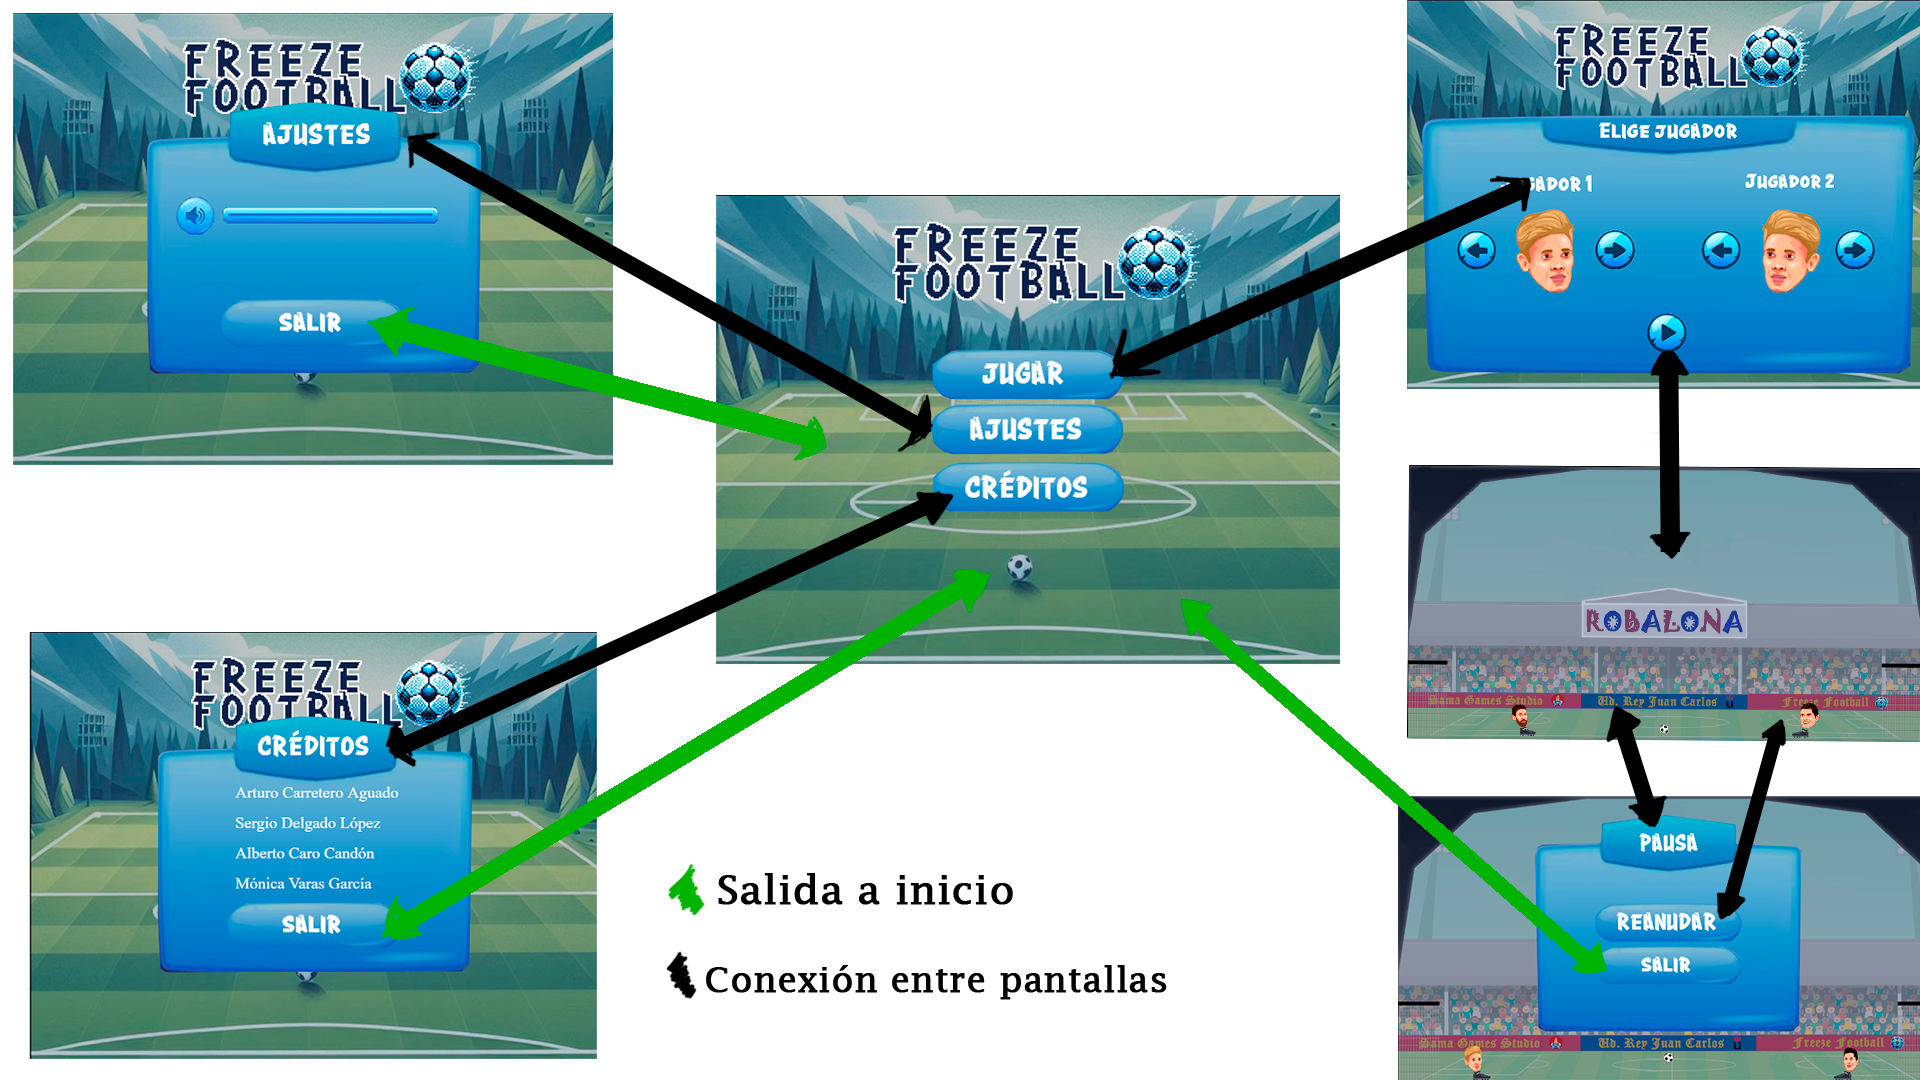 FREEZE
FOOTBALL
AJUSTES
SALIR
FREEZE
FOOTBALL
JUGAR
AJUSTES
CRÉDITOS
FREEZE
FOOTBALL
ELIGE JUGADOR
JUGADOR 2
ROBALONA
Sama Games Studio
Ud. Rey Juan Carlos
Freeze Football
PAUSA
REANUDAR
SALIR
Sama Games Studio
Ud. Rey Juan Carlos
Freeze Football
FREEZE
FOOTBALL
CRÉDITOS
Arturo Carretero Aguado
Sergio Delgado López
Alberto Caro Candón
Mónica Varas García
SALIR
Salida a inicio
Conexión entre pantallas